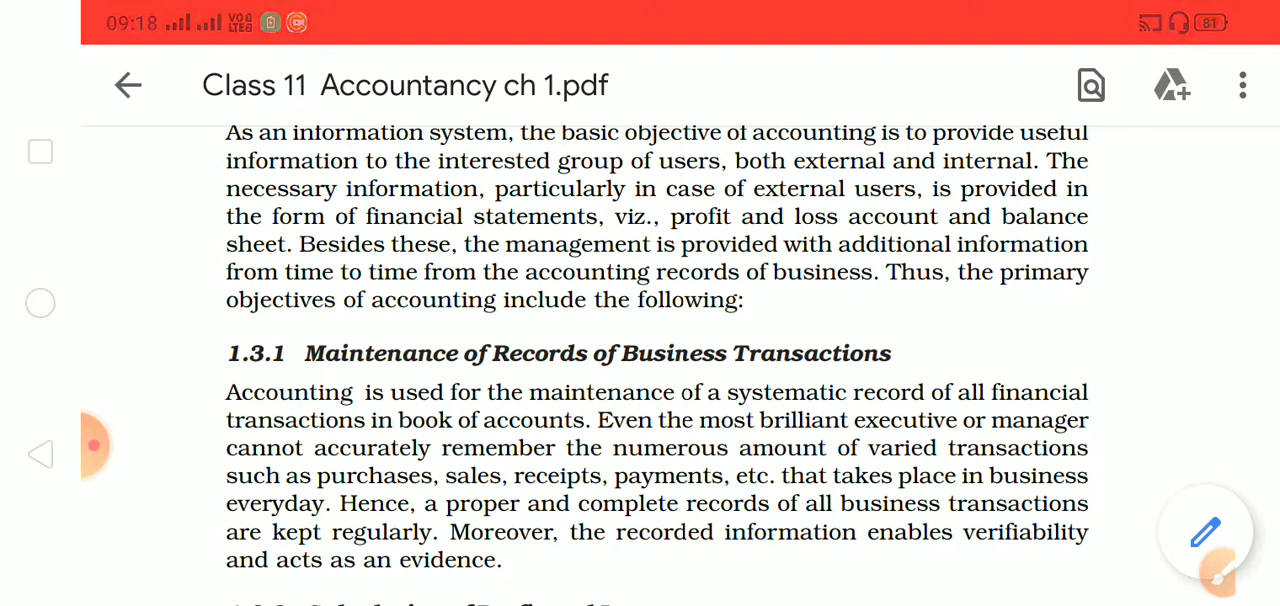 09:18
VoB LTEB
81
Class 11 Accountancy ch 1.pdf
As an information system, the basic objective of accounting is to provide useful
information to the interested group of users, both external and internal. The
necessary information, particularly in case of external users, is provided in
the form of financial statements, viz., profit and loss account and balance
sheet. Besides these, the management is provided with additional information
from time to time from the accounting records of business. Thus, the primary
objectives of accounting include the following:
1.3.1 Maintenance of Records of Business Transactions
Accounting is used for the maintenance of a systematic record of all financial
transactions in book of accounts. Even the most brilliant executive or manager
cannot accurately remember the numerous amount of varied transactions
such as purchases, sales, receipts, payments, etc. that takes place in business
everyday. Hence, a proper and complete records of all business transactions
are kept regularly. Moreover, the recorded information enables verifiability
and acts as an evidence.